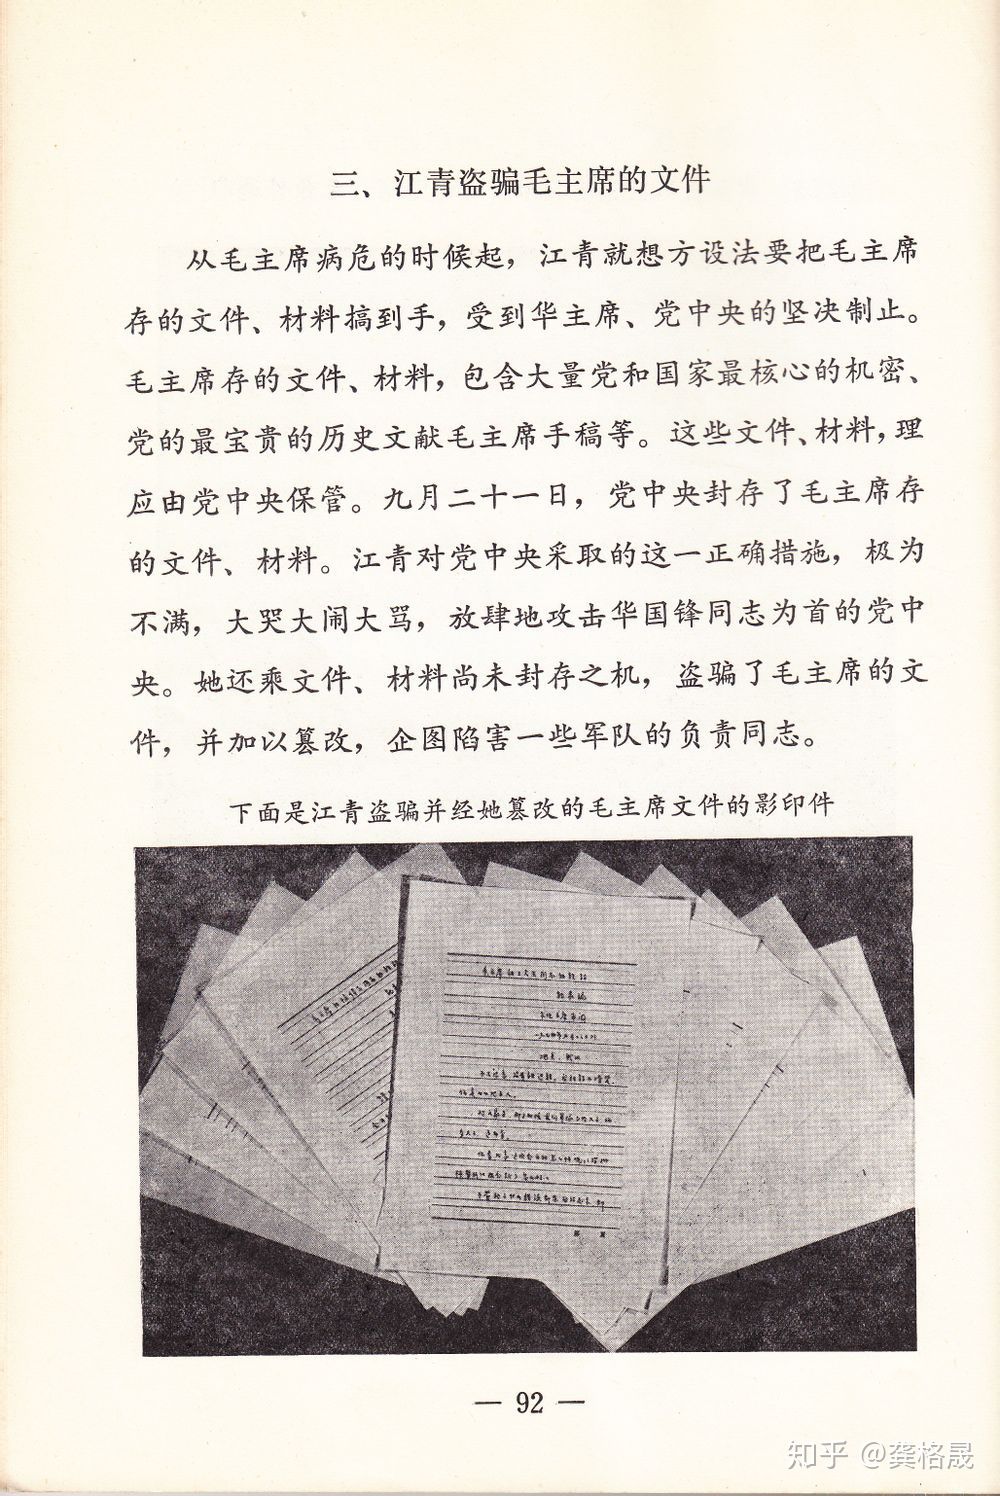 三、江青盗骗毛主席的文件
从毛主席病危的时候起，江青就想方设法要把毛主席
存的文件、材料搞到手，受到华主席、党中央的坚决制止。
毛主席存的文件、材料，包含大量党和国家最核心的机密、
党的最宝贵的历史文献毛主席手稿等。这些文件、材料，理
应由党中央保管。九月二十一日，党中央封存了毛主席存
的文件、材料。江青对党中央采取的这一正确措施，极为
不满，大哭大闹大骂，放肆地攻击华国锋同志为首的党中
央。她还乘文件、材料尚未封存之机，盗骗了毛主席的文
件，并加以篡改，企图陷害一些军队的负责同志。
下面是江青盗骗并经她篡改的毛主席文件的影印件
— 92 —
知乎 @龚格晟